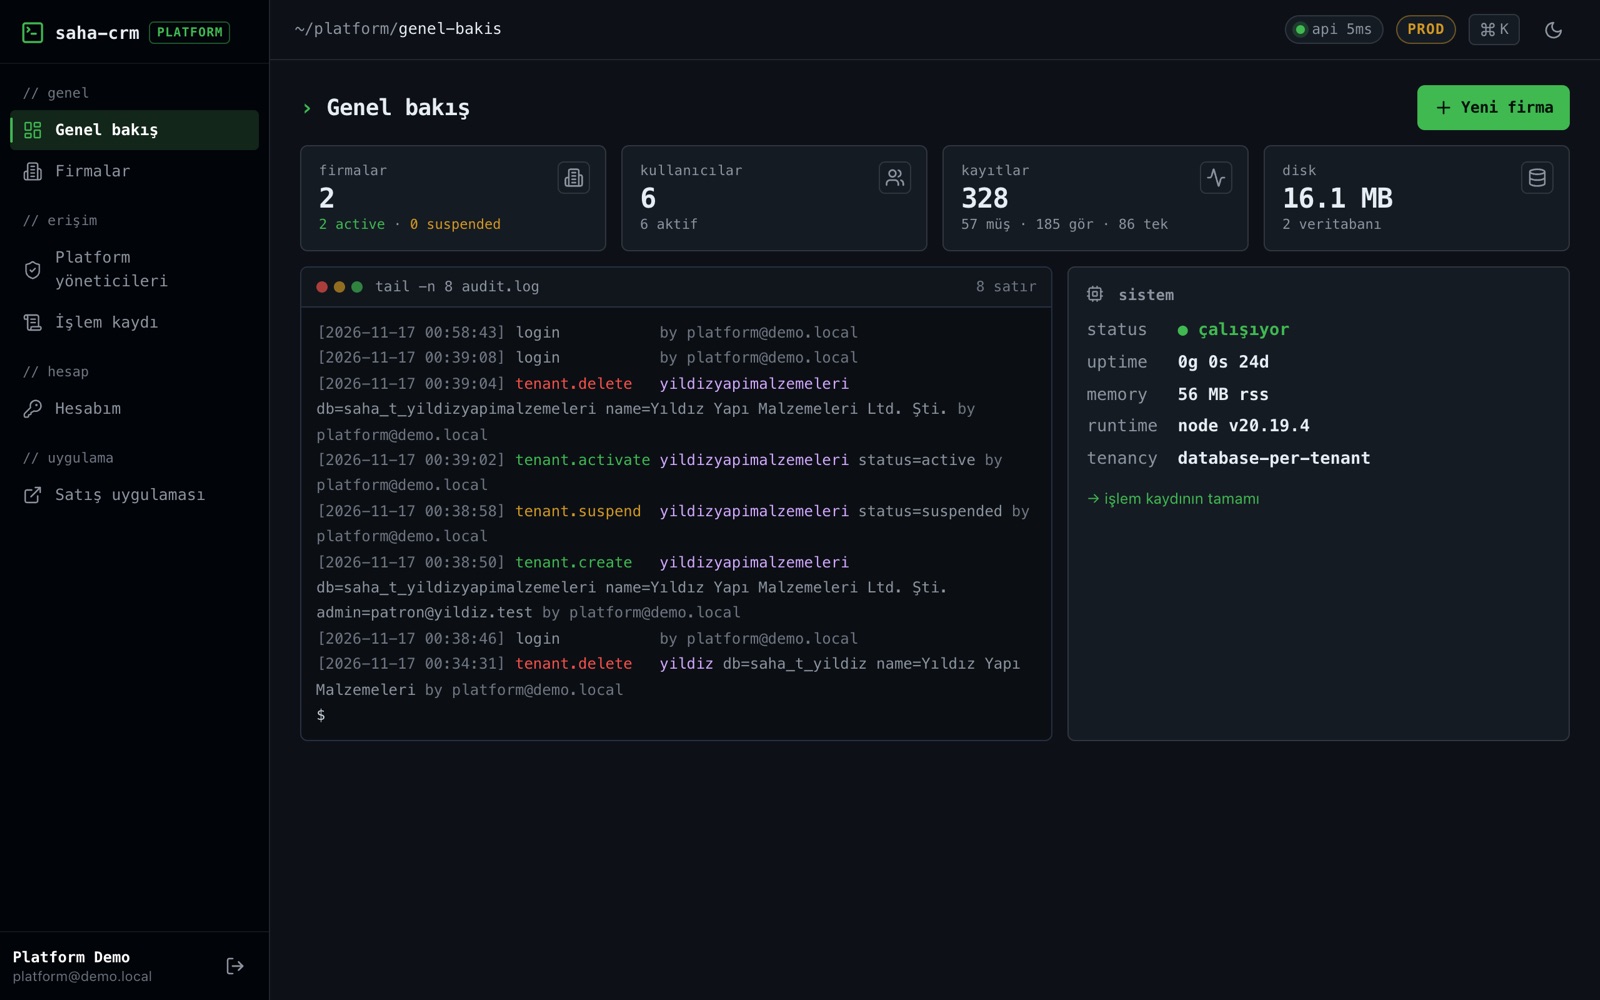 saha-crm PLATFORM
~/platform/genel-bakis
api 5ms
PROD
⌘ K
// genel
Genel bakış
Firmalar
// erişim
Platform
yöneticileri
İşlem kaydı
// hesap
Hesabım
// uygulama
Satış uygulaması
Platform Demo
platform@demo.local
› Genel bakış
+ Yeni firma
firmalar
2
2 active · 0 suspended
kullanıcılar
6
6 aktif
kayıtlar
328
57 müş · 185 gör · 86 tek
disk
16.1 MB
2 veritabanı
tail -n 8 audit.log 8 satır
[2026-11-17 00:58:43] login by platform@demo.local
[2026-11-17 00:39:08] login by platform@demo.local
[2026-11-17 00:39:04] tenant.delete yildizyapimalzemeleri
db=saha_t_yildizyapimalzemeleri name=Yıldız Yapı Malzemeleri Ltd. Şti. by
platform@demo.local
[2026-11-17 00:39:02] tenant.activate yildizyapimalzemeleri status=active by
platform@demo.local
[2026-11-17 00:38:58] tenant.suspend yildizyapimalzemeleri status=suspended by
platform@demo.local
[2026-11-17 00:38:50] tenant.create yildizyapimalzemeleri
db=saha_t_yildizyapimalzemeleri name=Yıldız Yapı Malzemeleri Ltd. Şti.
admin=patron@yildiz.test by platform@demo.local
[2026-11-17 00:38:46] login by platform@demo.local
[2026-11-17 00:34:31] tenant.delete yildiz db=saha_t_yildiz name=Yıldız Yapı
Malzemeleri by platform@demo.local
$
sistem
status ● çalışıyor
uptime 0g 0s 24d
memory 56 MB rss
runtime node v20.19.4
tenancy database-per-tenant
→ işlem kaydının tamamı